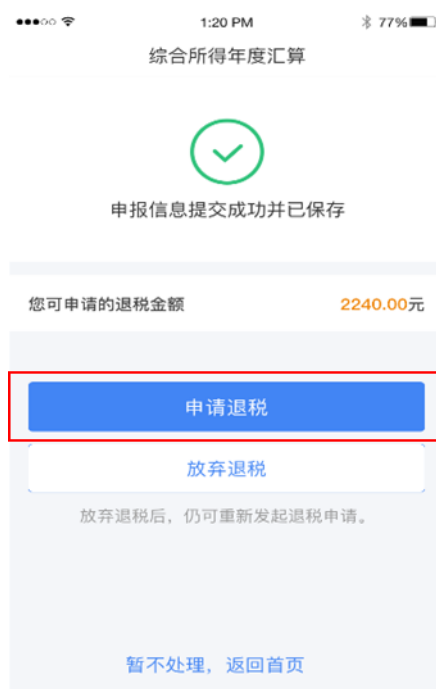 1:20 PM
77%
综合所得年度汇算
申报信息提交成功并已保存
您可申请的退税金额
2240.00元
申请退税
放弃退税
放弃退税后，仍可重新发起退税申请。
暂不处理，返回首页